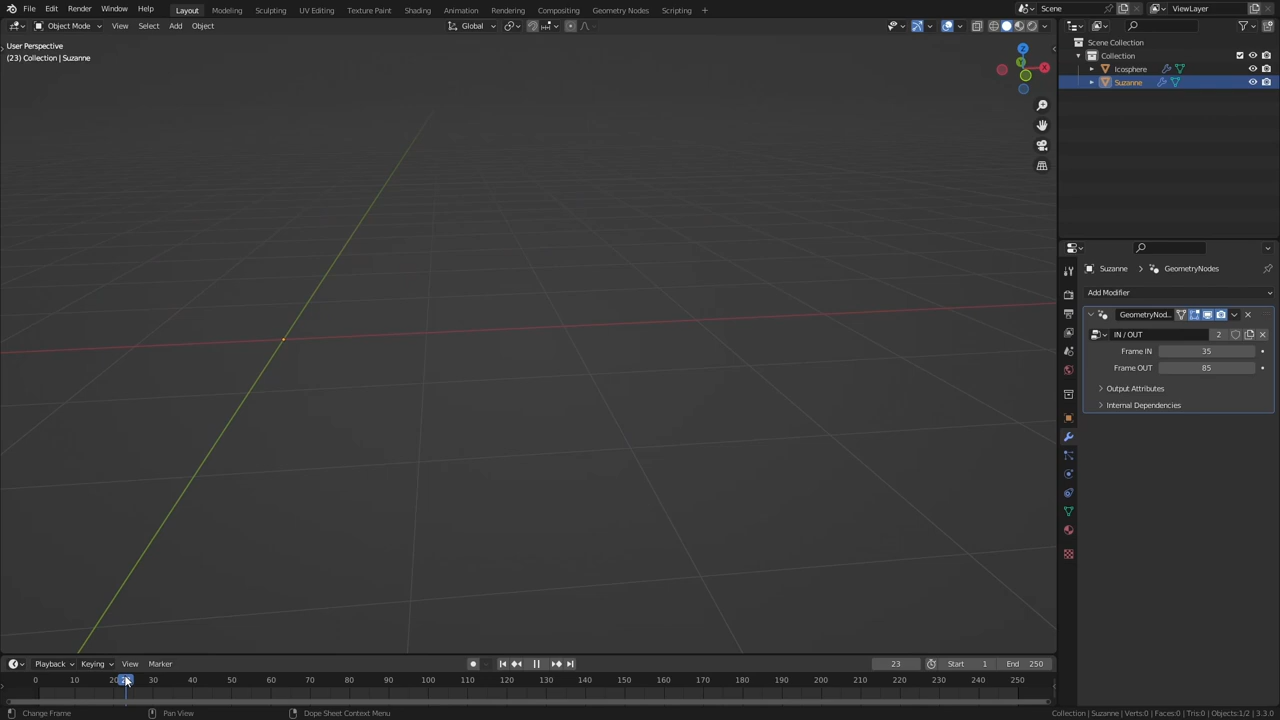 File Edit Render Window Help Layout Modeling Sculpting UV Editing Texture Paint Shading Animation Rendering Compositing Geometry Nodes Scripting + Scene ViewLayer
Object Mode View Select Add Object Global
User Perspective
(23) Collection | Suzanne
Z
X
Y
Scene Collection
Collection
Icosphere
Suzanne
Suzanne > GeometryNodes
Add Modifier
GeometryNod...
IN / OUT 2
Frame IN 35
Frame OUT 85
Output Attributes
Internal Dependencies
Playback Keying View Marker 23 Start 1 End 250
0 10 20 23 30 40 50 60 70 80 90 100 110 120 130 140 150 160 170 180 190 200 210 220 230 240 250
Change Frame Pan View Dope Sheet Context Menu Collection | Suzanne | Verts:0 | Faces:0 | Tris:0 | Objects:1/2 | 3.3.0